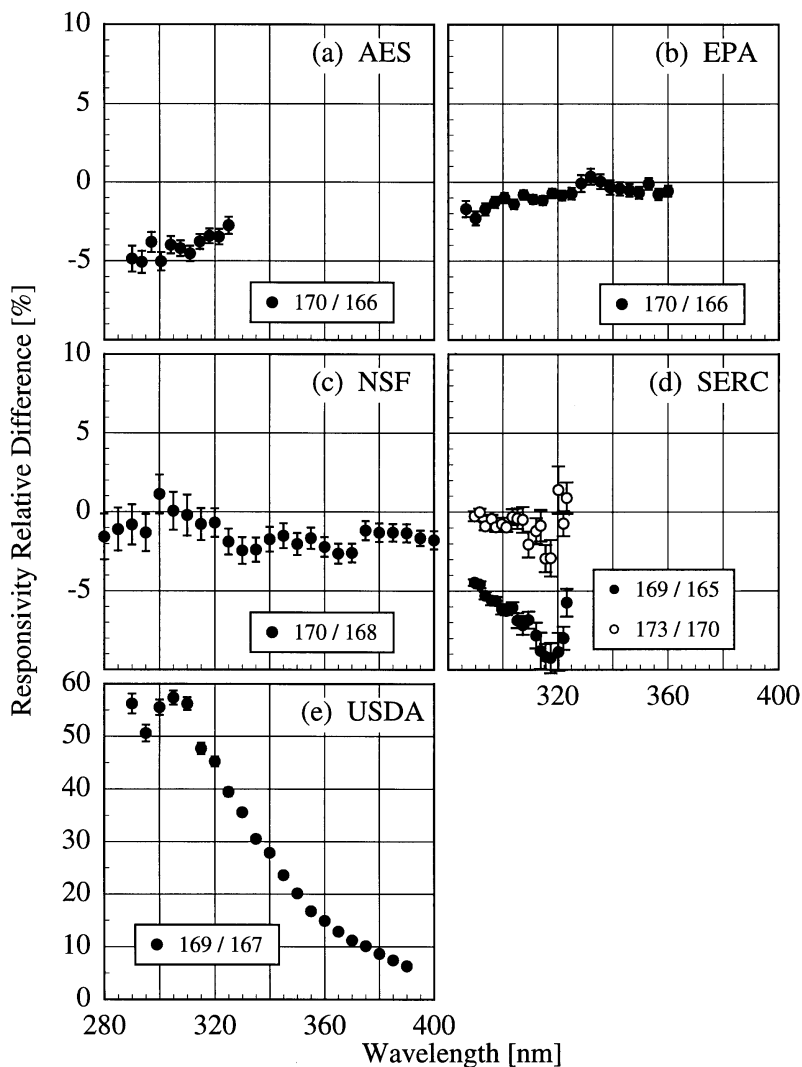 Responsivity Relative Difference [%]
10
5
0
-5
(a) AES
170 / 166
(b) EPA
170 / 166
10
5
0
-5
(c) NSF
170 / 168
(d) SERC
169 / 165
173 / 170
320 360 400
60
50
40
30
20
10
0
(e) USDA
169 / 167
280 320 360 400
Wavelength [nm]